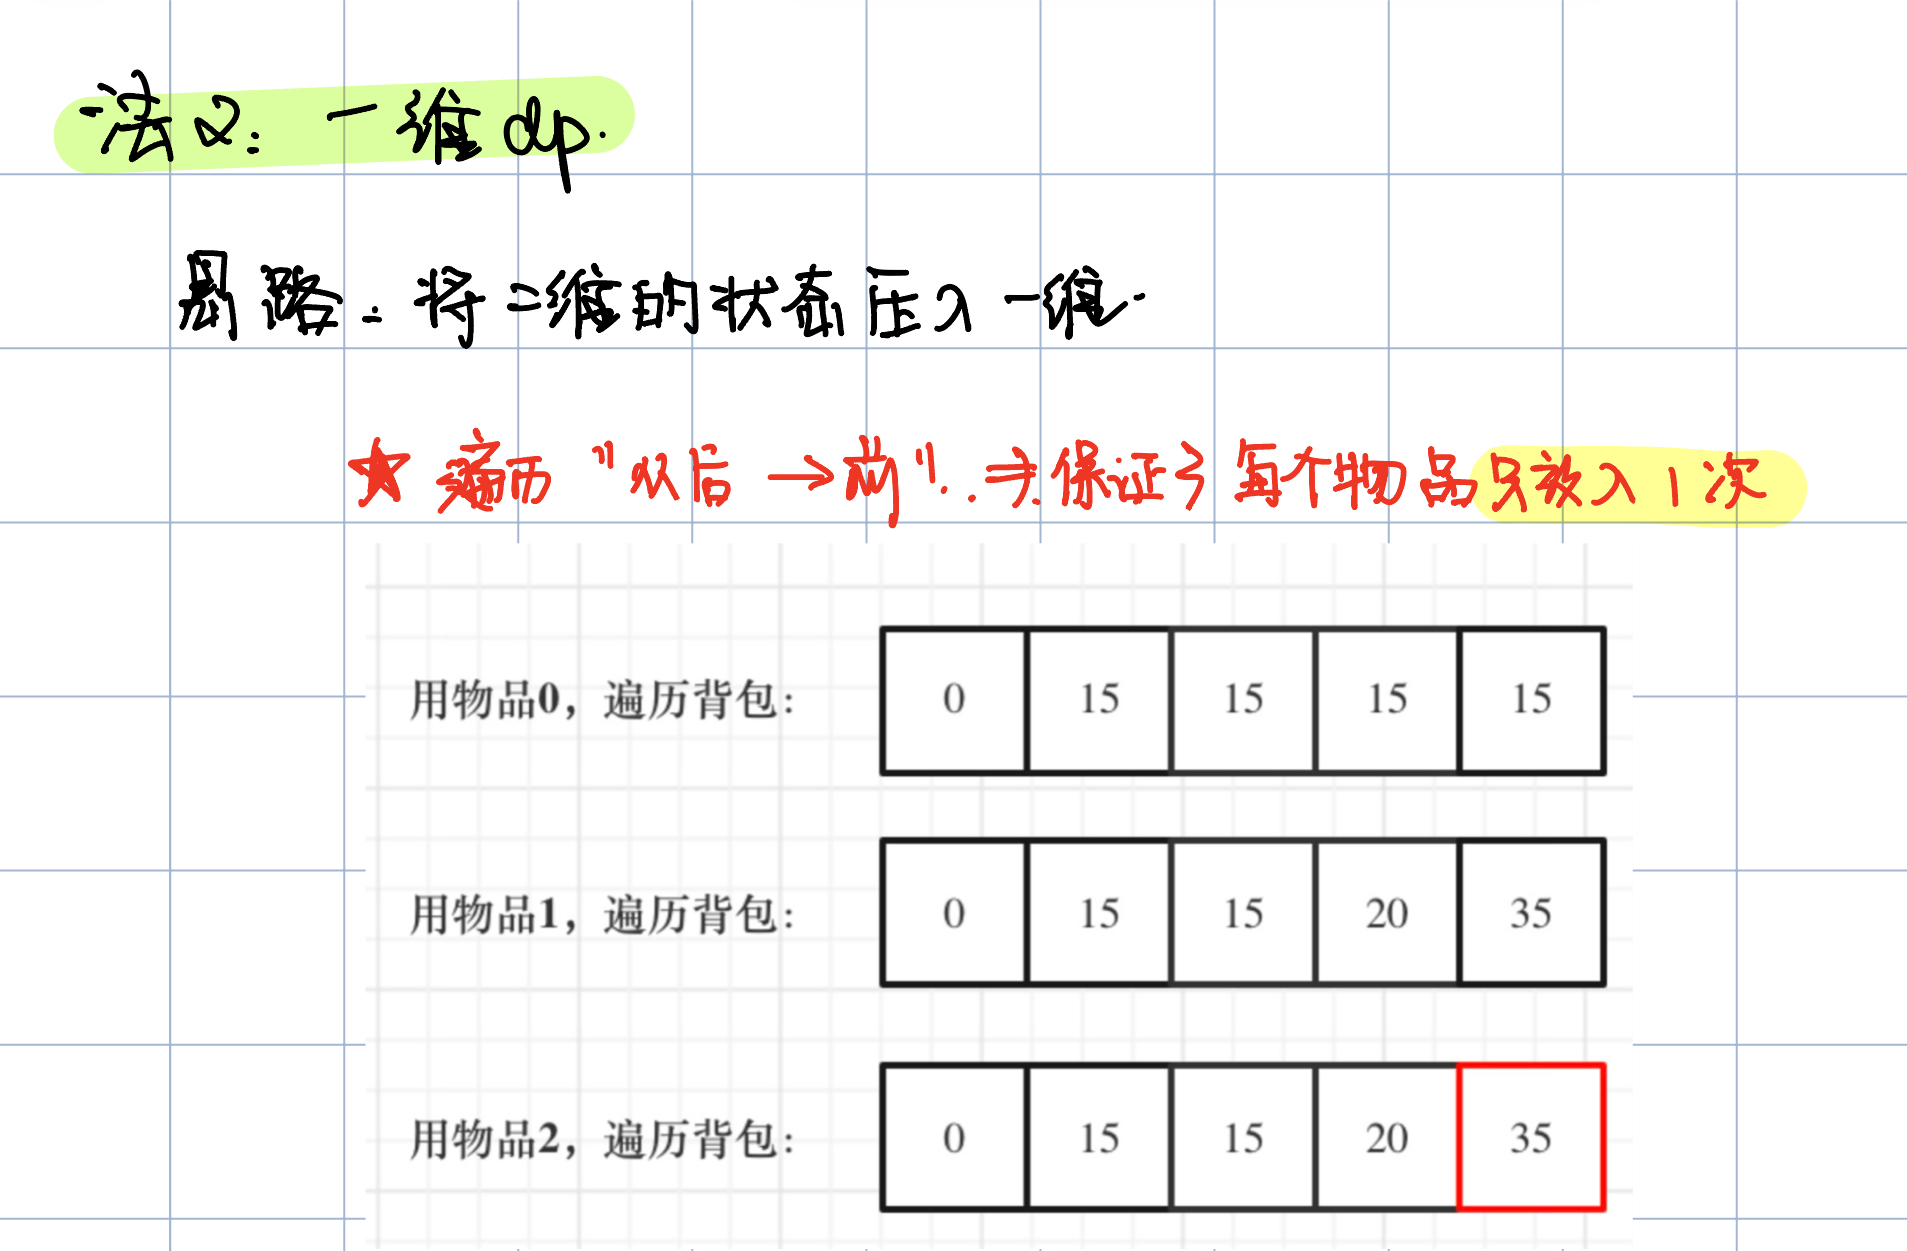 法2: 一维dp.
思路: 将二维的状态压入一维.
★ 遍历"从后→前". ⇒ 保证了每个物品只放入1次
用物品0，遍历背包: 0 15 15 15 15
用物品1，遍历背包: 0 15 15 20 35
用物品2，遍历背包: 0 15 15 20 35